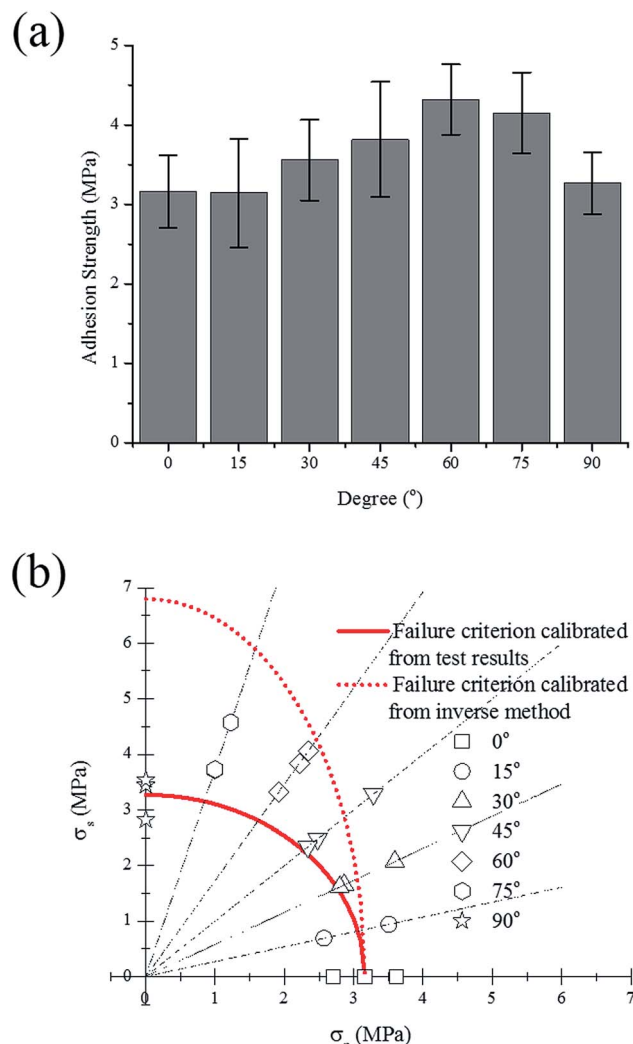 (a)
5
4
3
2
1
0
Adhesion Strength (MPa)
0 15 30 45 60 75 90
Degree (°)
(b)
7
6
5
4
3
2
1
0
σs (MPa)
Failure criterion calibrated
from test results
Failure criterion calibrated
from inverse method
0°
15°
30°
45°
60°
75°
90°
0 1 2 3 4 5 6 7
(MPa)